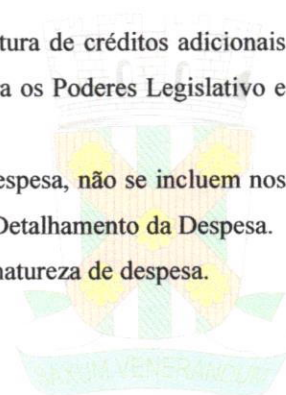 tura de créditos adicionais
a os Poderes Legislativo e
espesa, não se incluem nos
Detalhamento da Despesa.
natureza de despesa.